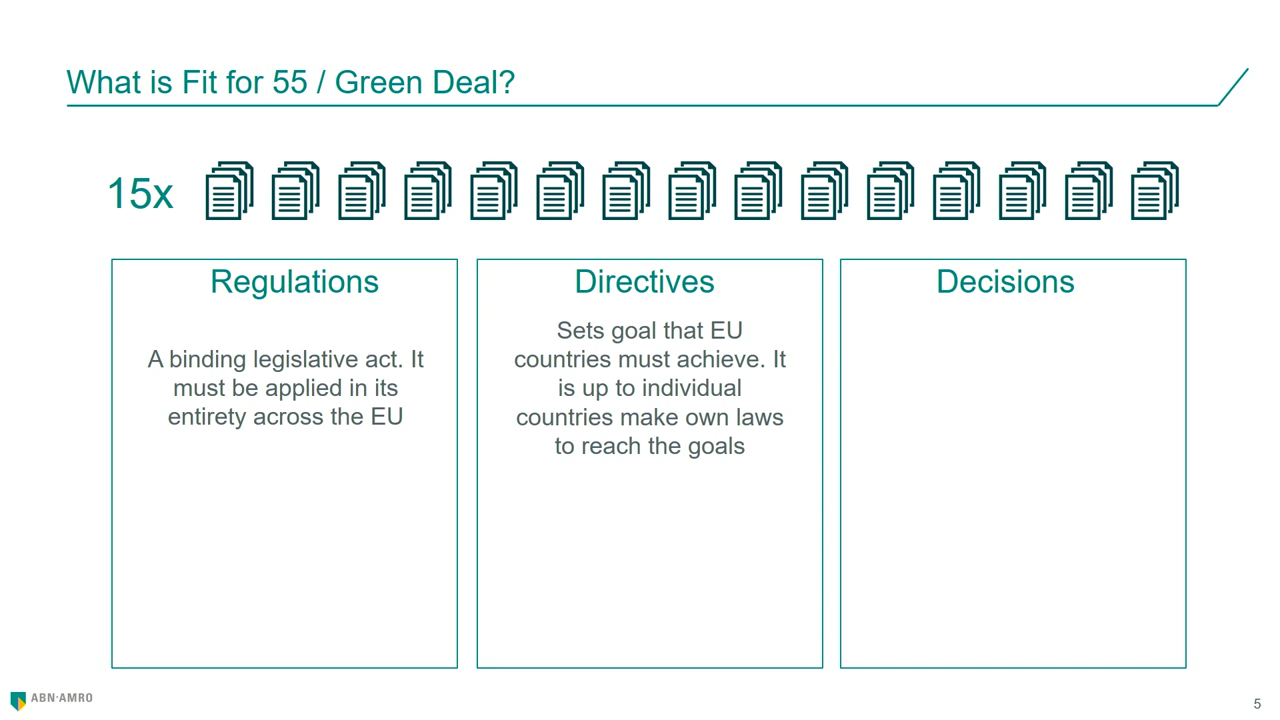 What is Fit for 55 / Green Deal?
15x
Regulations
A binding legislative act. It
must be applied in its
entirety across the EU
Directives
Sets goal that EU
countries must achieve. It
is up to individual
countries make own laws
to reach the goals
Decisions
ABN·AMRO
5